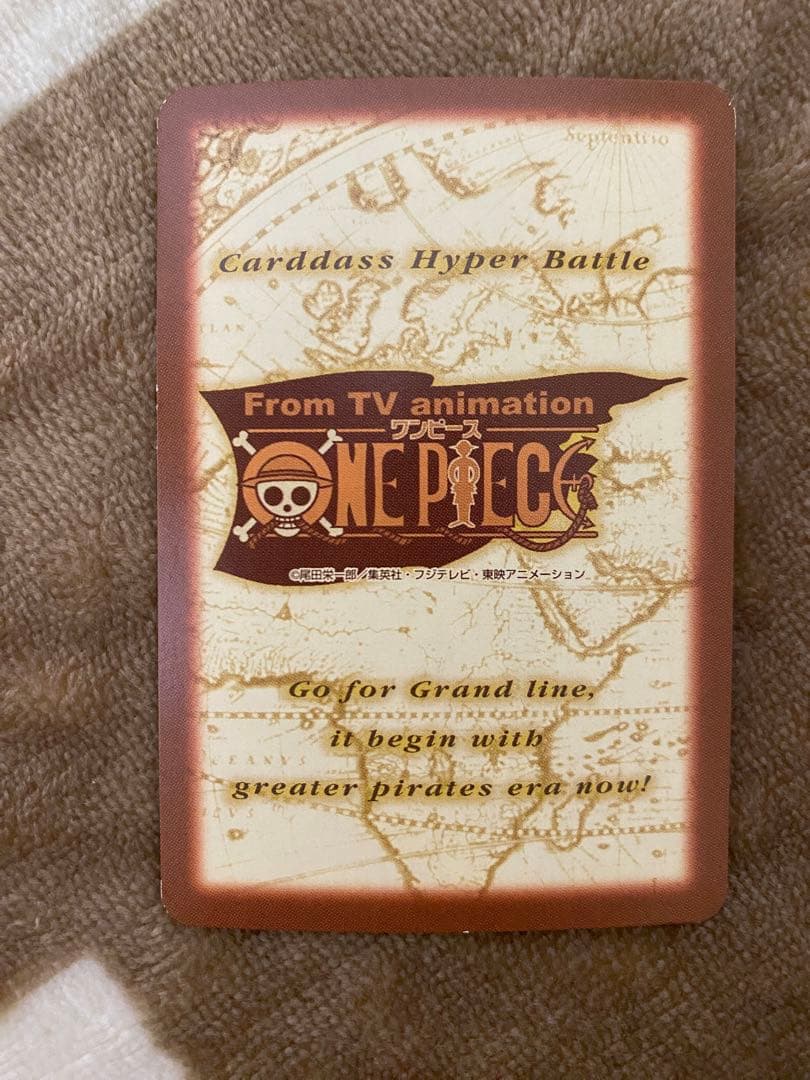 Septentrio
Carddass Hyper Battle
From TV animation
ワンピース
ONE PIECE
©尾田栄一郎／集英社・フジテレビ・東映アニメーション
Go for Grand line,
it begin with
greater pirates era now!